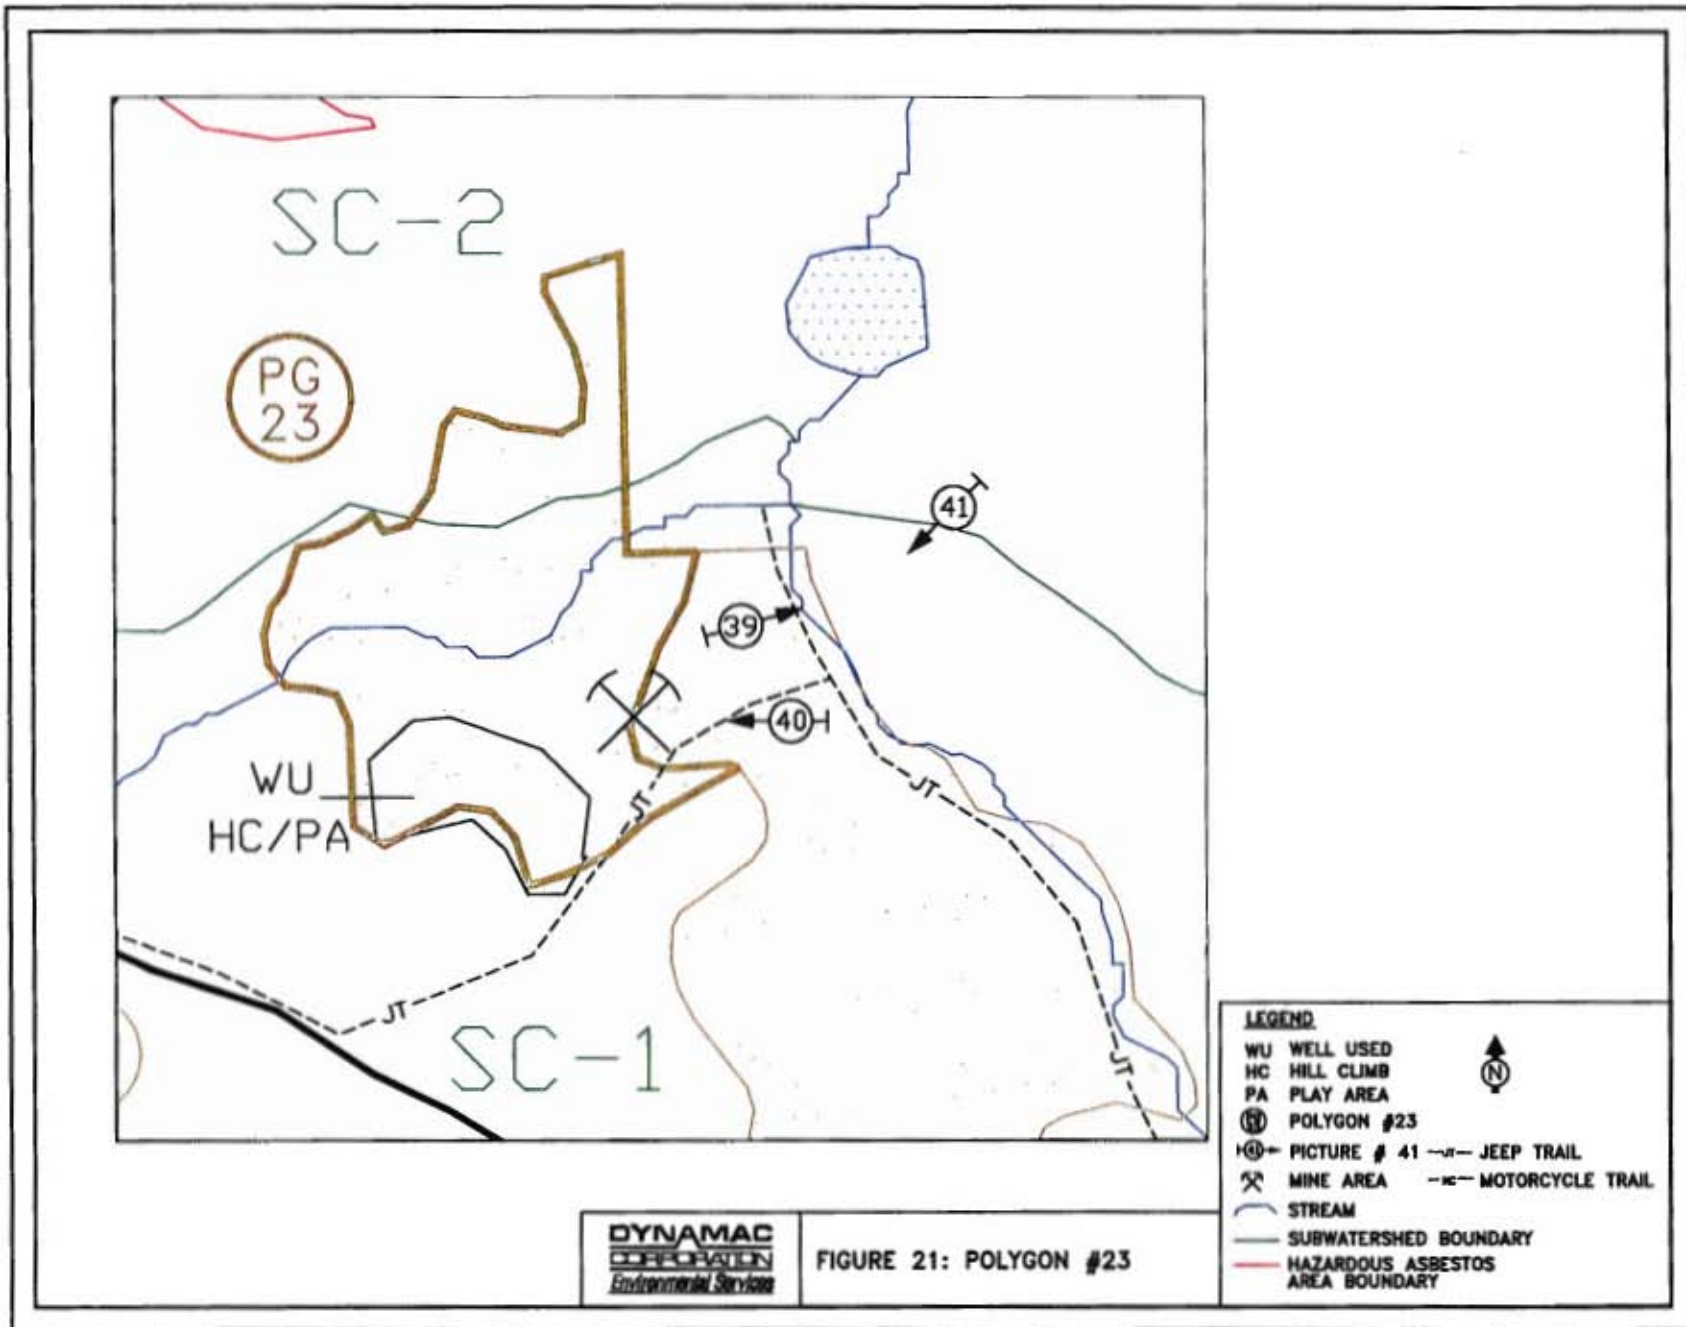 SC-2
PG
23
41
39
40
WU
HC/PA
JT
JT
JT
JT
SC-1
LEGEND
WU WELL USED
HC HILL CLIMB
PA PLAY AREA
N
POLYGON #23
PICTURE # 41 -JT- JEEP TRAIL
MINE AREA -MC- MOTORCYCLE TRAIL
STREAM
SUBWATERSHED BOUNDARY
HAZARDOUS ASBESTOS
AREA BOUNDARY
DYNAMAC
CORPORATION
Environmental Services
FIGURE 21: POLYGON #23